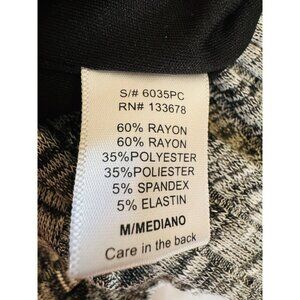 S/# 6035PC
RN# 133678
60% RAYON
60% RAYON
35%POLYESTER
35%POLIESTER
5% SPANDEX
5% ELASTIN
M/MEDIANO
Care in the back